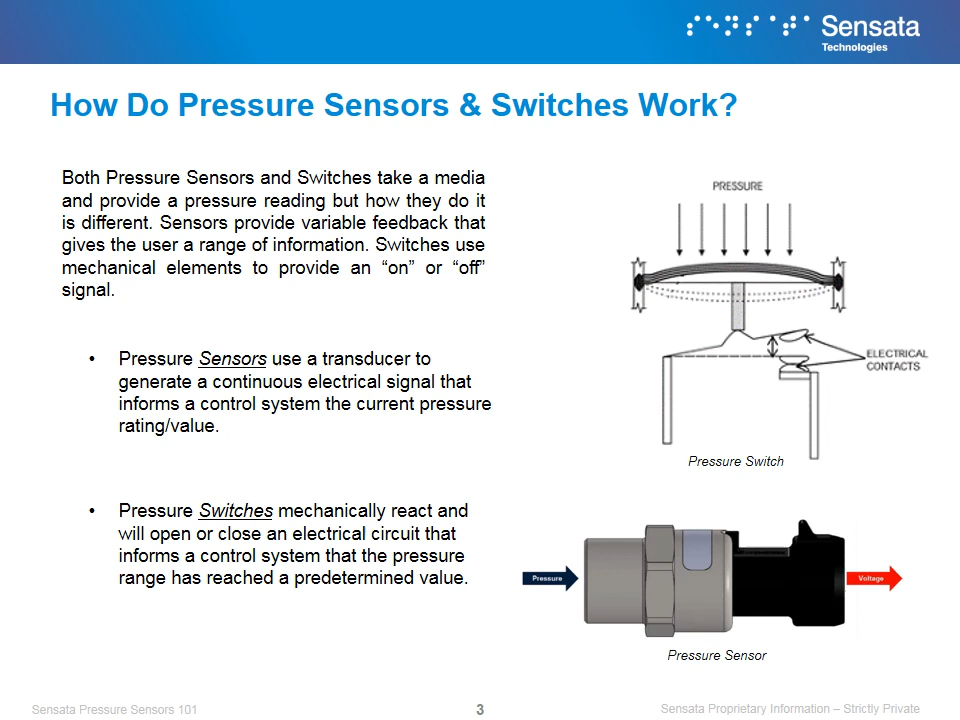 Sensata
Technologies
How Do Pressure Sensors & Switches Work?
Both Pressure Sensors and Switches take a media
and provide a pressure reading but how they do it
is different. Sensors provide variable feedback that
gives the user a range of information. Switches use
mechanical elements to provide an “on” or “off”
signal.
• Pressure Sensors use a transducer to
generate a continuous electrical signal that
informs a control system the current pressure
rating/value.
• Pressure Switches mechanically react and
will open or close an electrical circuit that
informs a control system that the pressure
range has reached a predetermined value.
PRESSURE
ELECTRICAL
CONTACTS
Pressure Switch
Pressure
Voltage
Pressure Sensor
Sensata Pressure Sensors 101
3
Sensata Proprietary Information – Strictly Private